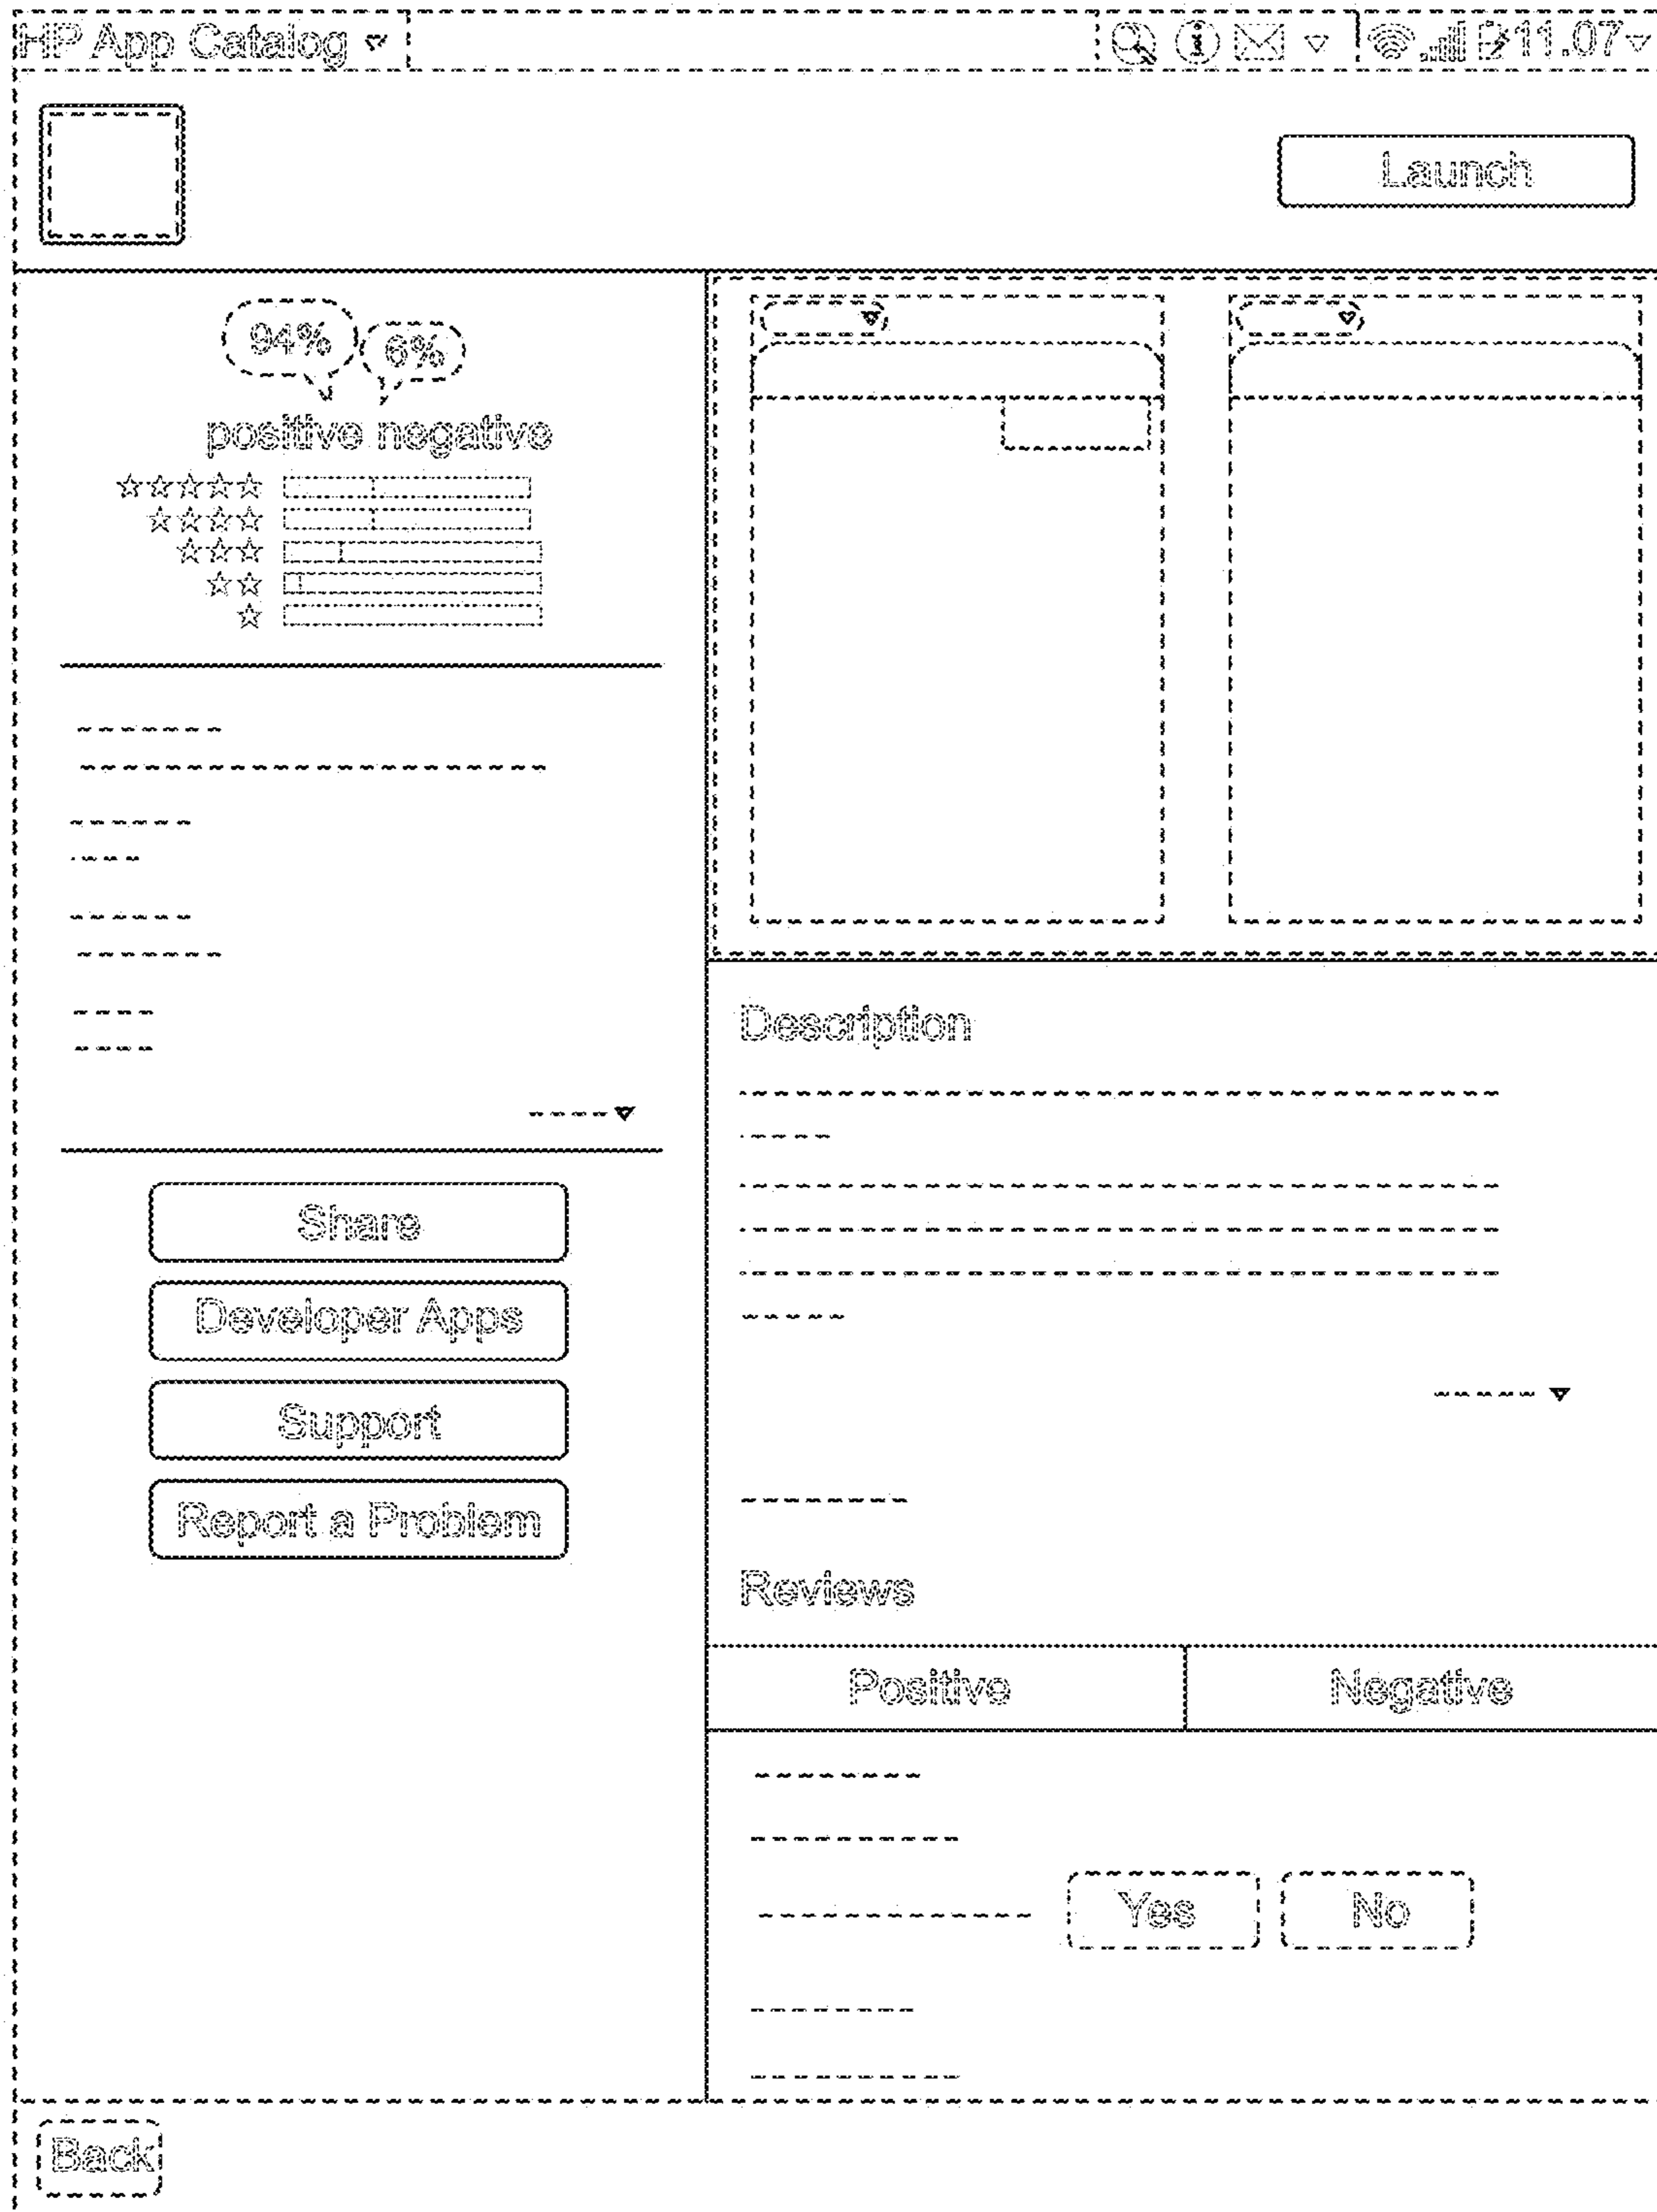 HP App Catalog
11.07
Launch
94%
6%
positive negative
Share
Developer Apps
Support
Report a Problem
Description
Reviews
Positive
Negative
Yes
No
Back